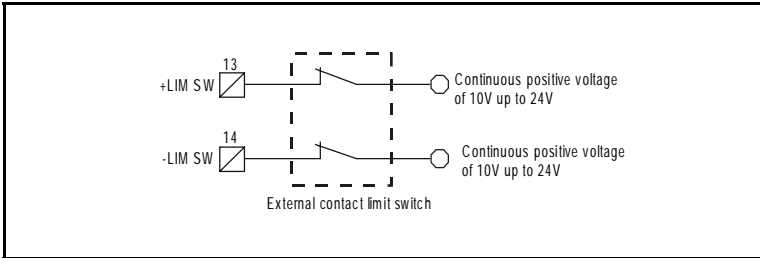 13
+LIM SW
Continuous positive voltage
of 10V up to 24V
14
-LIM SW
Continuous positive voltage
of 10V up to 24V
External contact limit switch